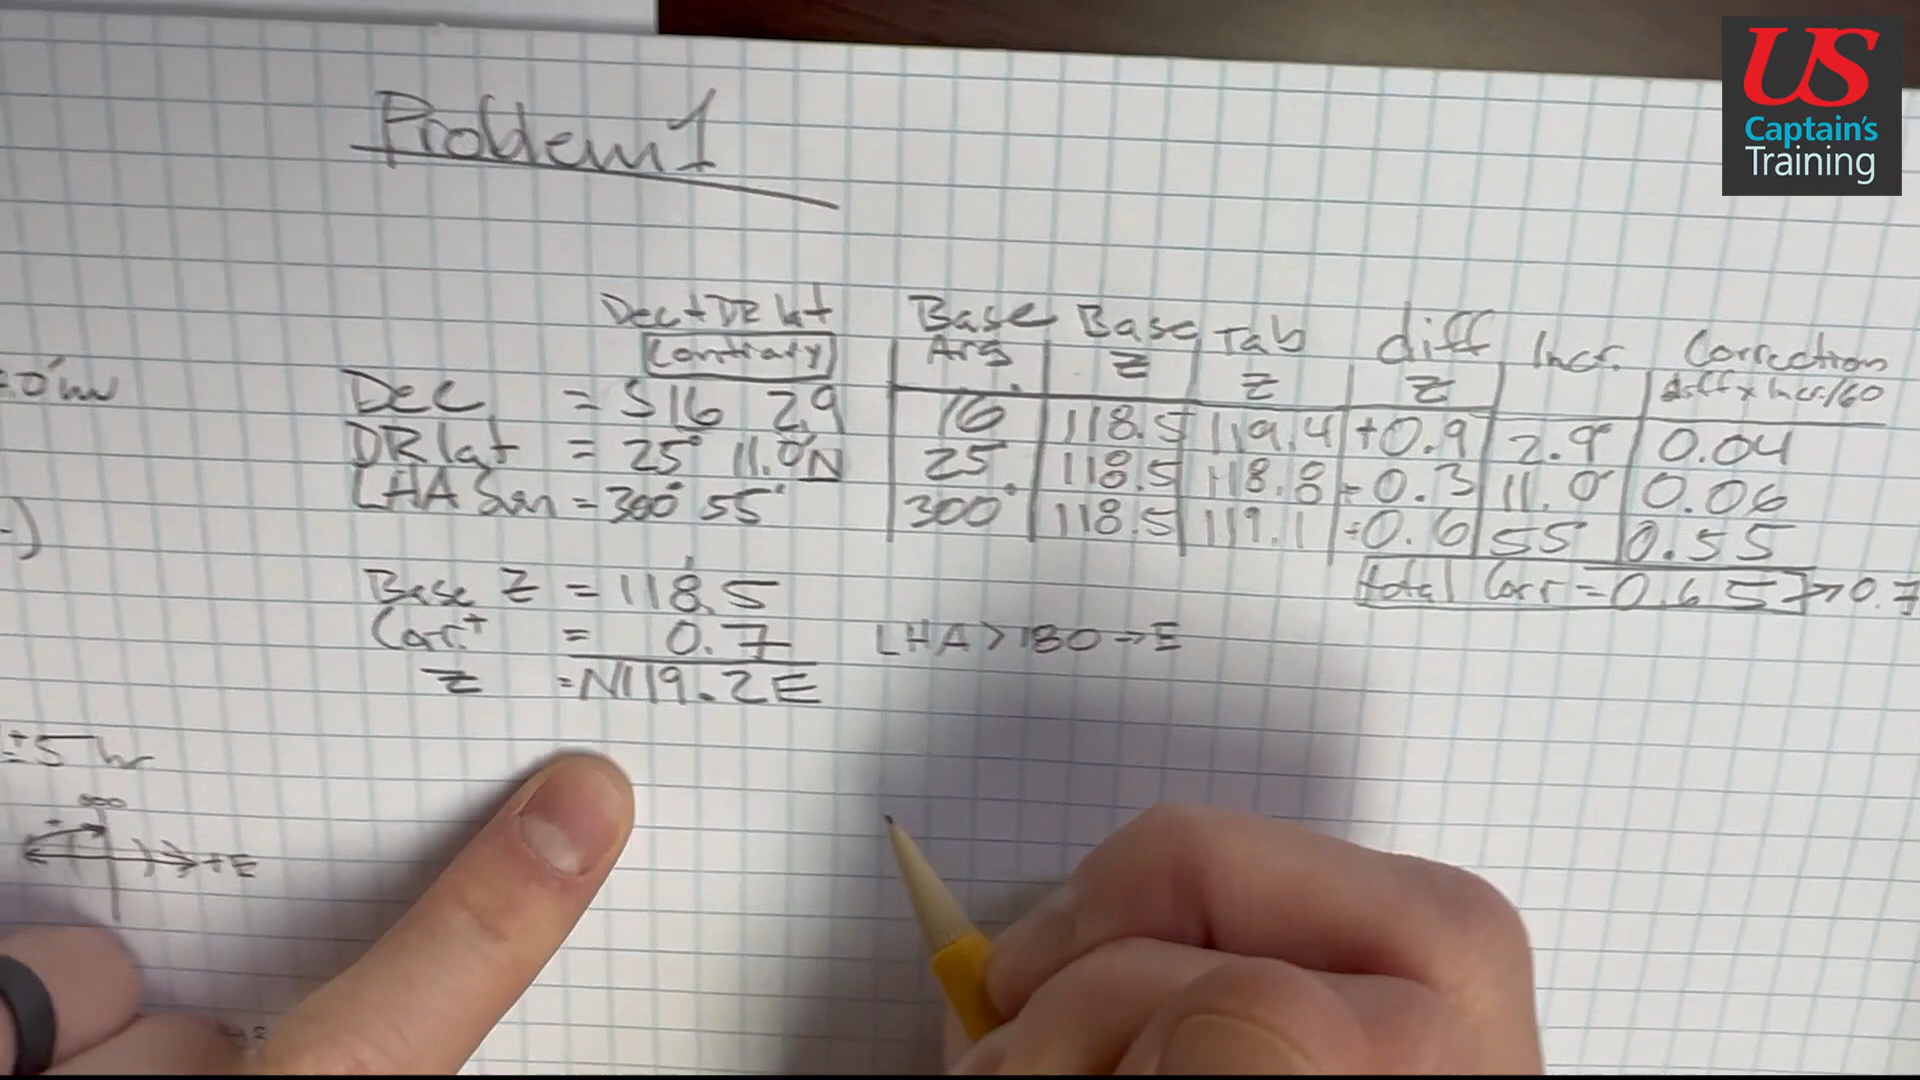 US
Captain's
Training
Problem 1
Dec + DR lat
Contrary
Base Base Tab diff Incr. Correction
Arg Z Z Z diff x Incr/60
Dec = S16 2.9 16 118.5 119.4 +0.9 2.9' 0.04
DR lat = 25° 11.0'N 25 118.5 118.8 +0.3 11.0 0.06
LHA Sun = 300° 55' 300° 118.5 119.1 +0.6 55' 0.55
total Corr = 0.65 → 0.7
Base Z = 118.5
Corr+ = 0.7 LHA > 180 → E
Z = N119.2E
±5 hr
000
+E